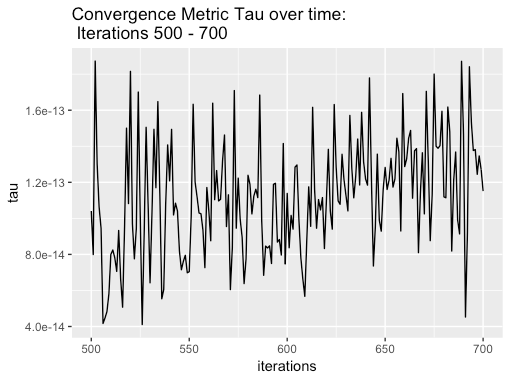 Convergence Metric Tau over time:
Iterations 500 - 700
tau
1.6e-13
1.2e-13
8.0e-14
4.0e-14
500 550 600 650 700
iterations